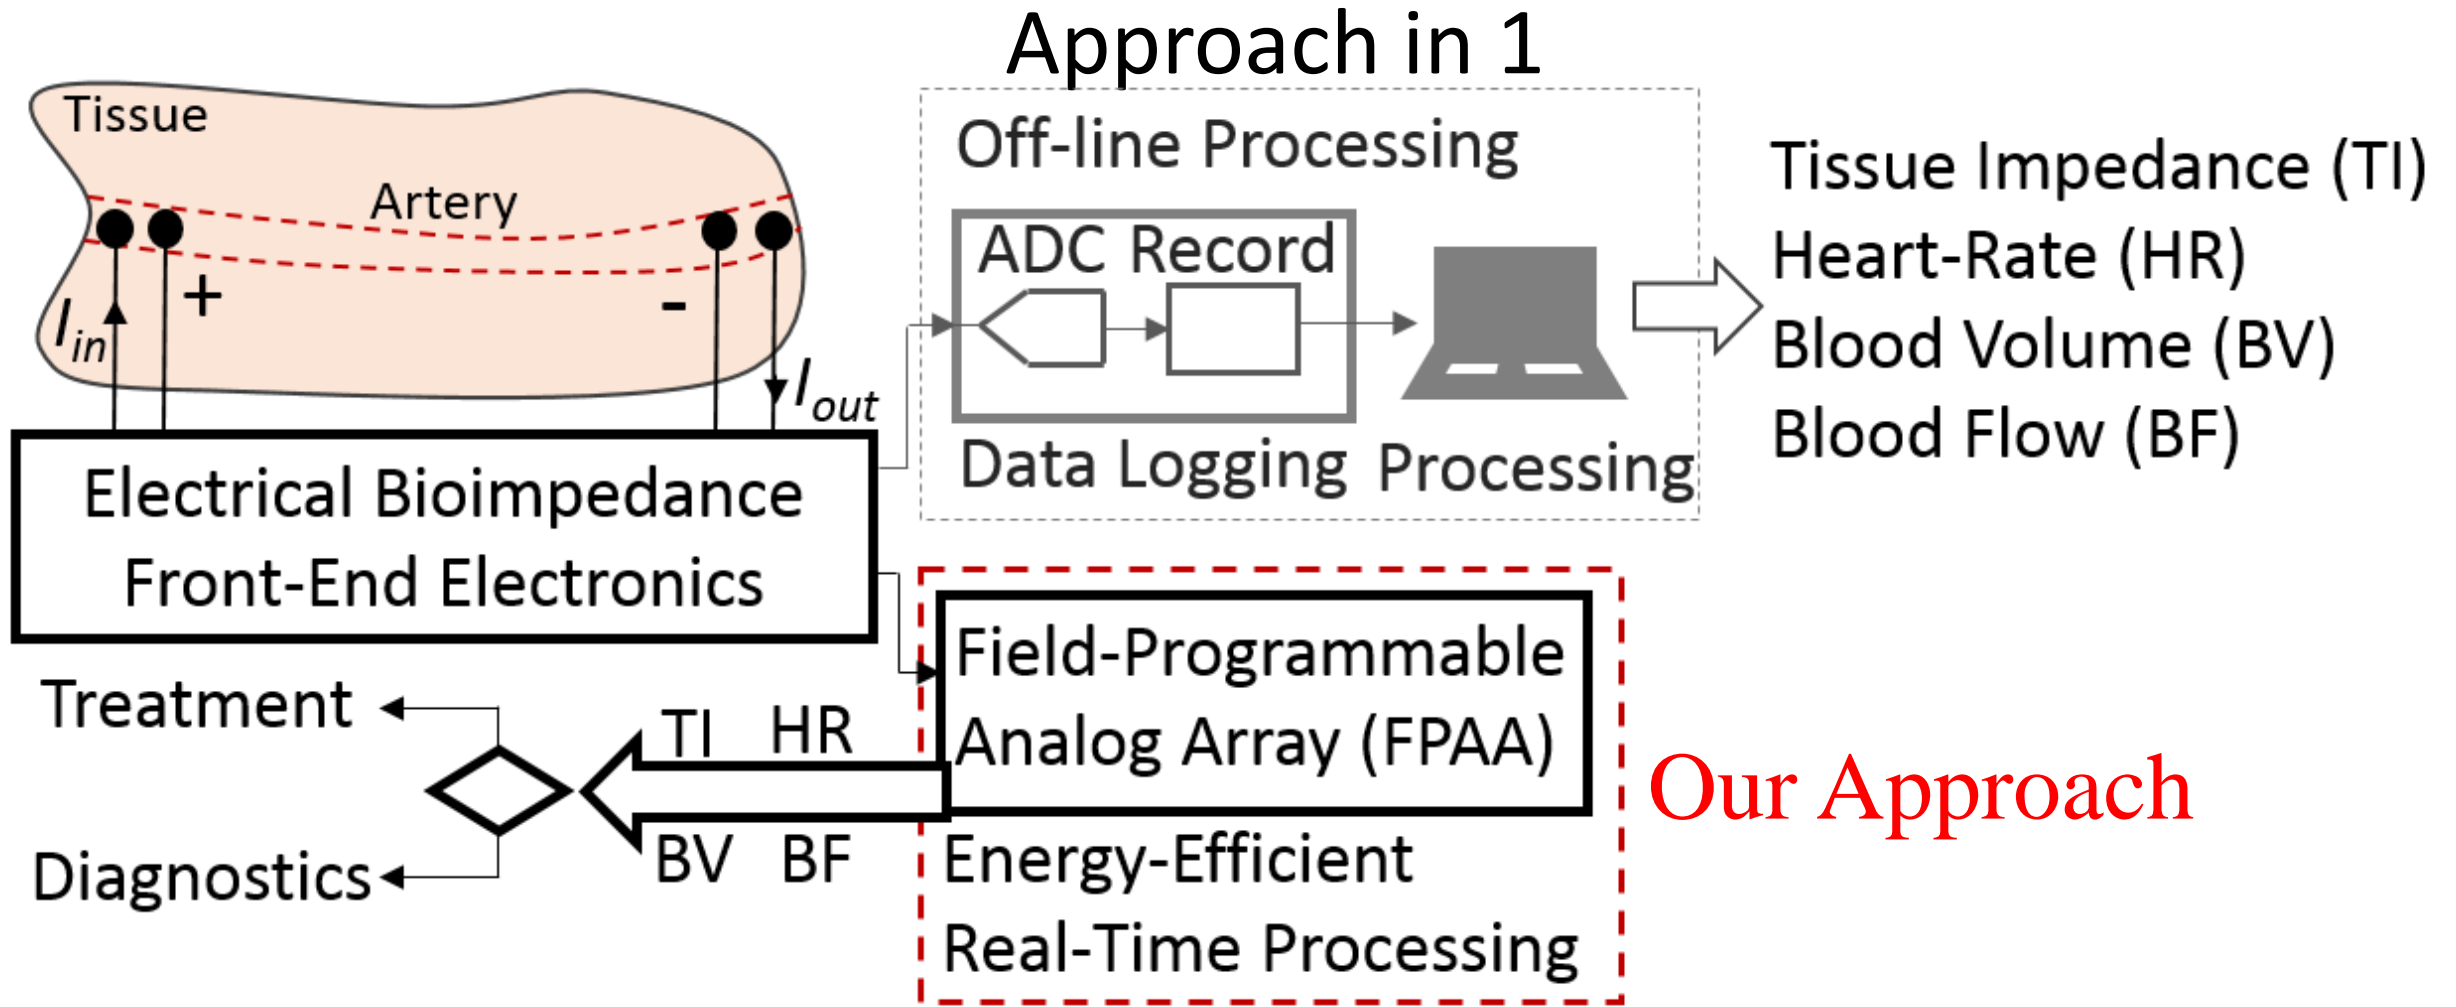 Approach in 1
Tissue
Artery
+
-
Iin
Iout
Electrical Bioimpedance
Front-End Electronics
Off-line Processing
ADC Record
Data Logging
Processing
Tissue Impedance (TI)
Heart-Rate (HR)
Blood Volume (BV)
Blood Flow (BF)
Field-Programmable
Analog Array (FPAA)
Energy-Efficient
Real-Time Processing
Our Approach
TI HR
BV BF
Treatment
Diagnostics